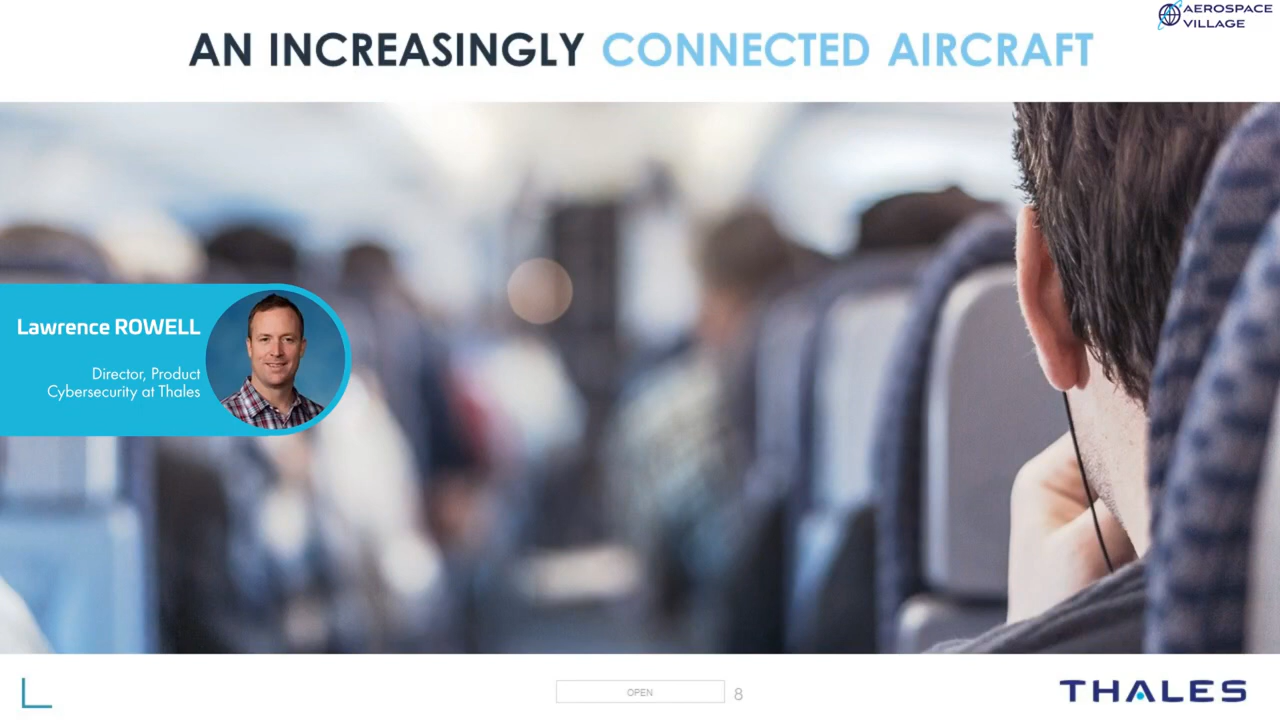 AEROSPACE
VILLAGE
AN INCREASINGLY CONNECTED AIRCRAFT
Lawrence ROWELL
Director, Product
Cybersecurity at Thales
OPEN
8
THALES